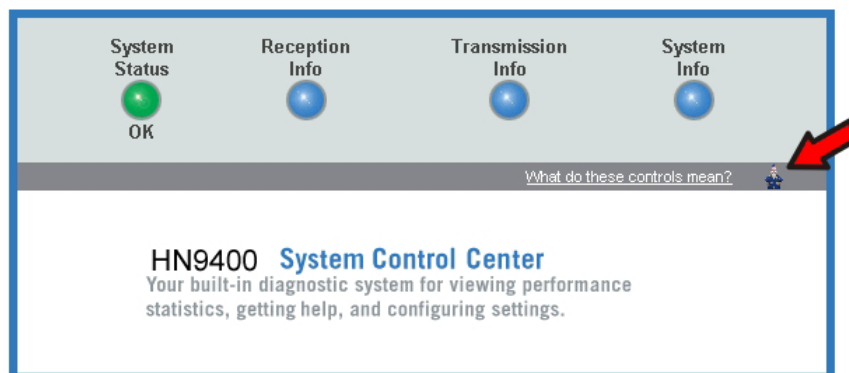 System Status
Reception Info
Transmission Info
System Info
OK
What do these controls mean?
HN9400 System Control Center
Your built-in diagnostic system for viewing performance
statistics, getting help, and configuring settings.